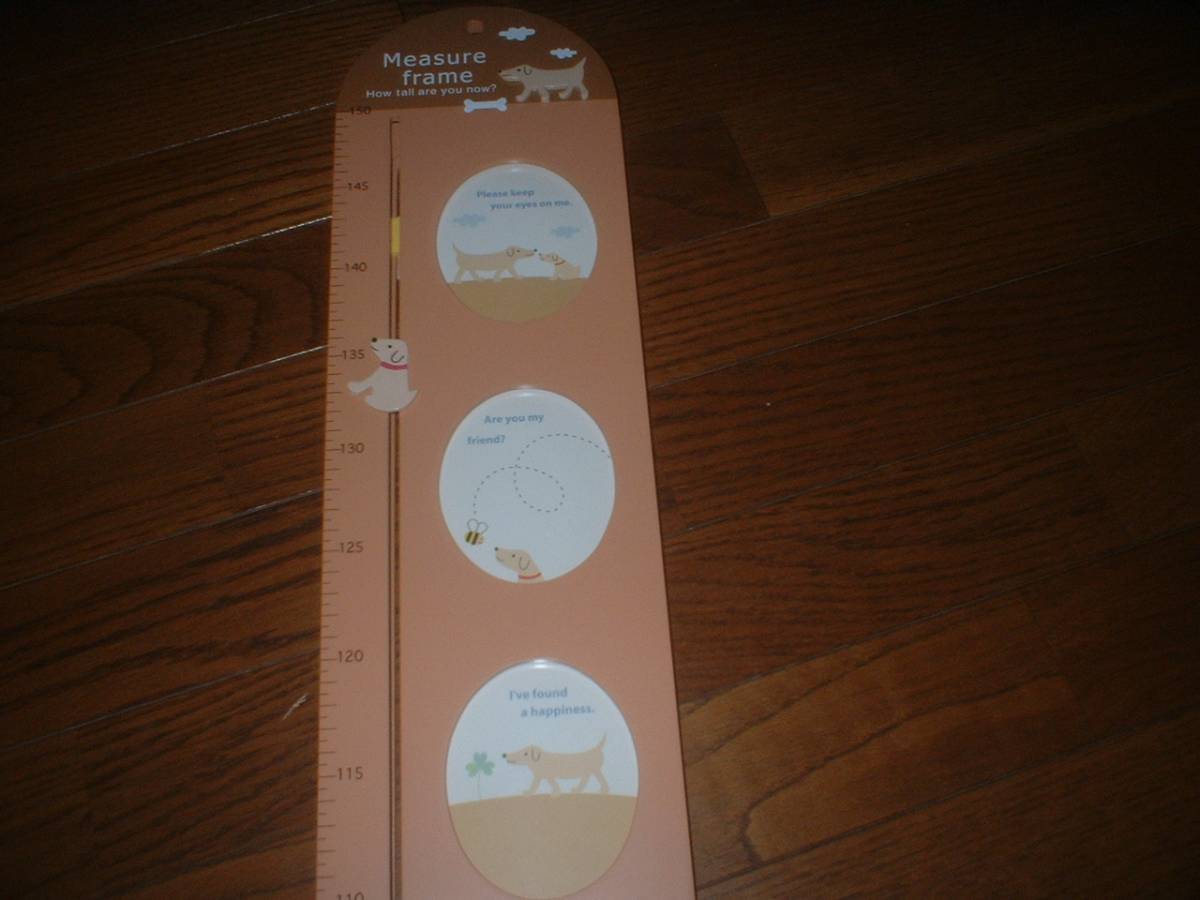 Measure
frame
How tall are you now?
150
145
Please keep
your eyes on me.
140
135
Are you my
friend?
130
125
120
I've found
a happiness.
115
110